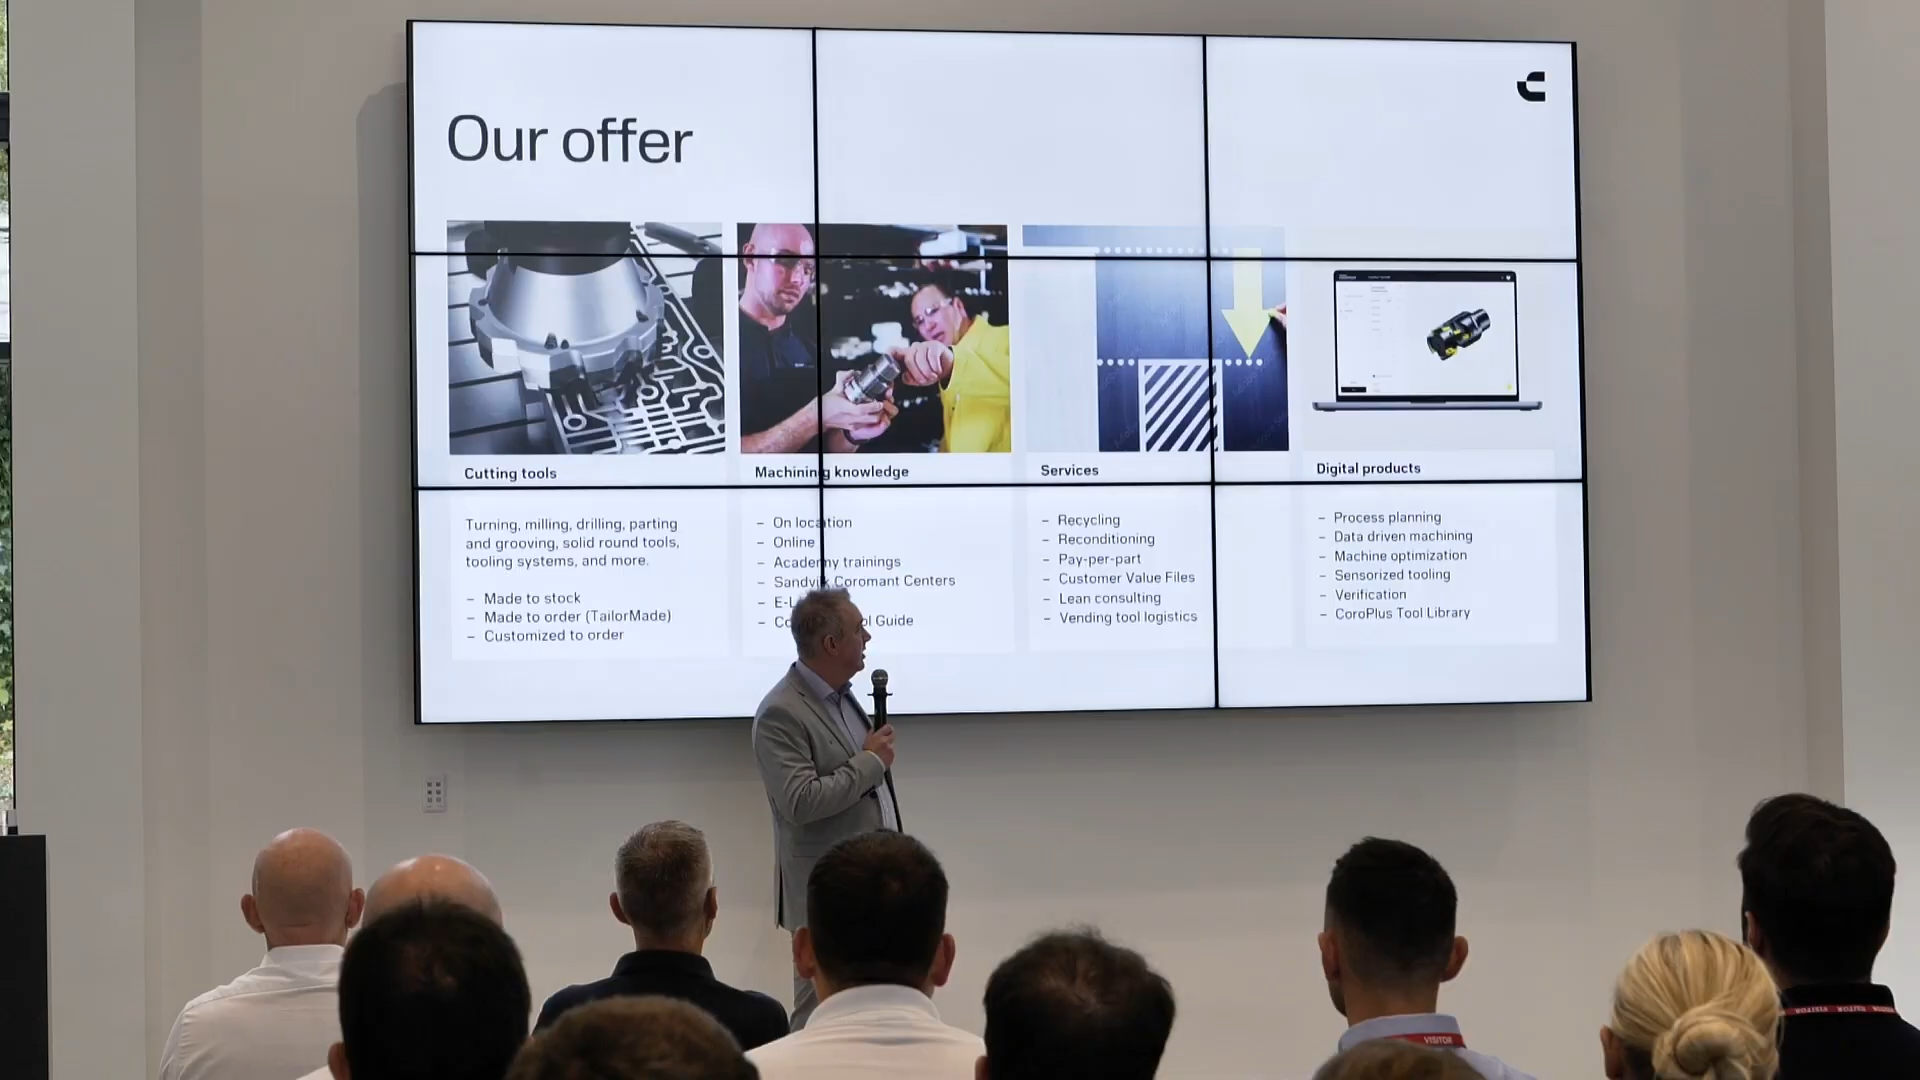 Our offer
Cutting tools
Turning, milling, drilling, parting
and grooving, solid round tools,
tooling systems, and more.
– Made to stock
– Made to order (TailorMade)
– Customized to order
Machining knowledge
– On location
– Online
– Academy trainings
– Sandvik Coromant Centers
Guide
Services
– Recycling
– Reconditioning
– Pay-per-part
– Customer Value Files
– Lean consulting
– Vending tool logistics
Digital products
– Process planning
– Data driven machining
– Machine optimization
– Sensorized tooling
– Verification
– CoroPlus Tool Library
VISITOR
VISITOR VISITOR